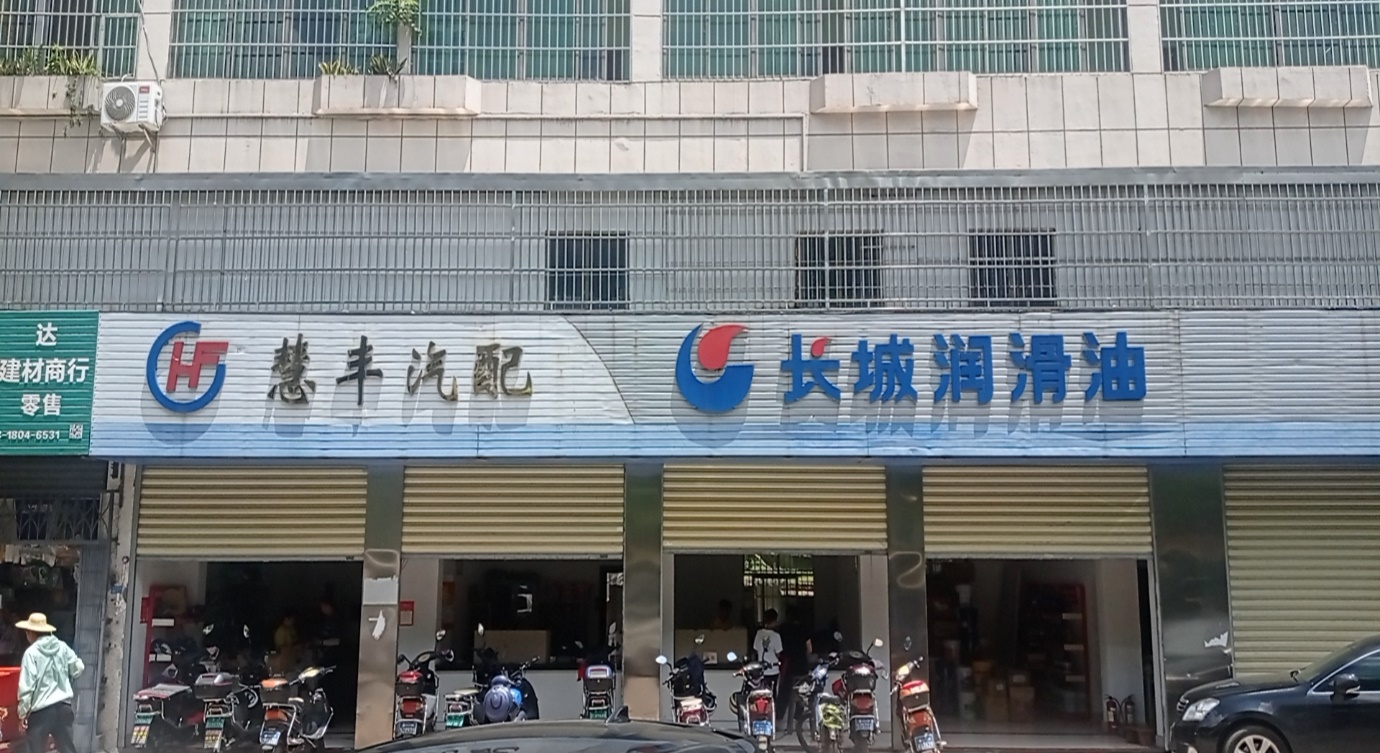 达
建材商行
零售
-1804-6531
HF
慧丰汽配
长城润滑油